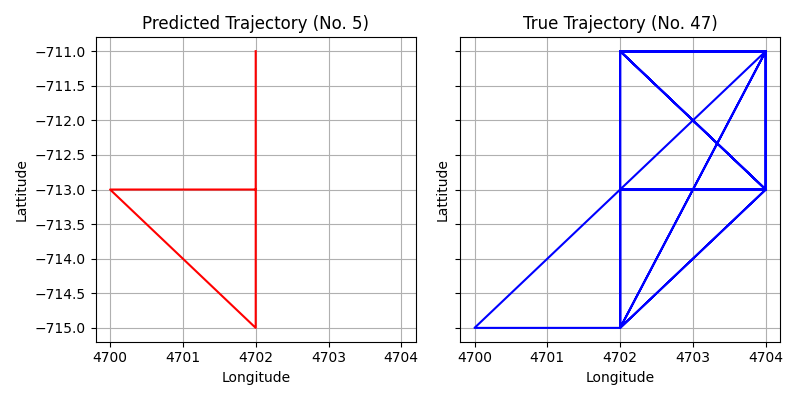 Predicted Trajectory (No. 5)
True Trajectory (No. 47)
Lattitude
−711.0
−711.5
−712.0
−712.5
−713.0
−713.5
−714.0
−714.5
−715.0
4700 4701 4702 4703 4704
Longitude
Lattitude
4700 4701 4702 4703 4704
Longitude